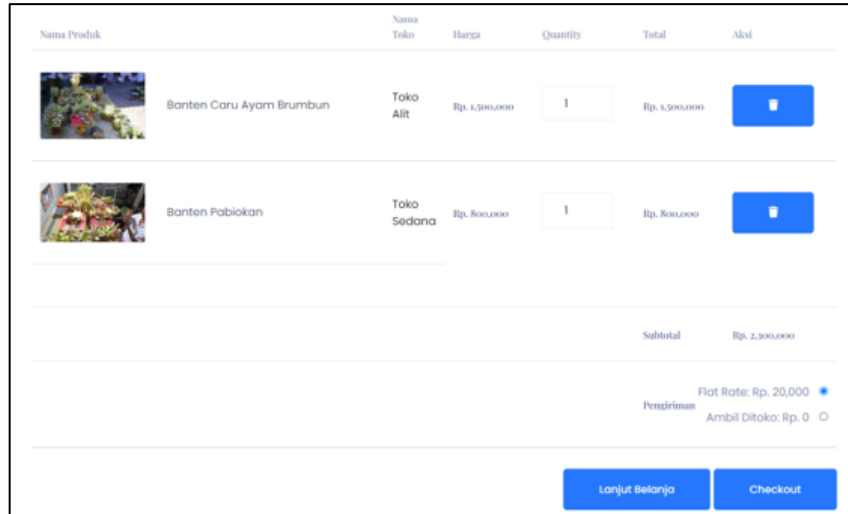 Nama Produk Nama Toko Harga Quantity Total Aksi
Banten Caru Ayam Brumbun Toko Alit Rp. 1,500,000 1 Rp. 1,500,000
Banten Pabiokan Toko Sedana Rp. 800,000 1 Rp. 800,000
Subtotal Rp. 2,300,000
Pengiriman Flat Rate: Rp. 20,000
Ambil Ditoko: Rp. 0
Lanjut Belanja Checkout